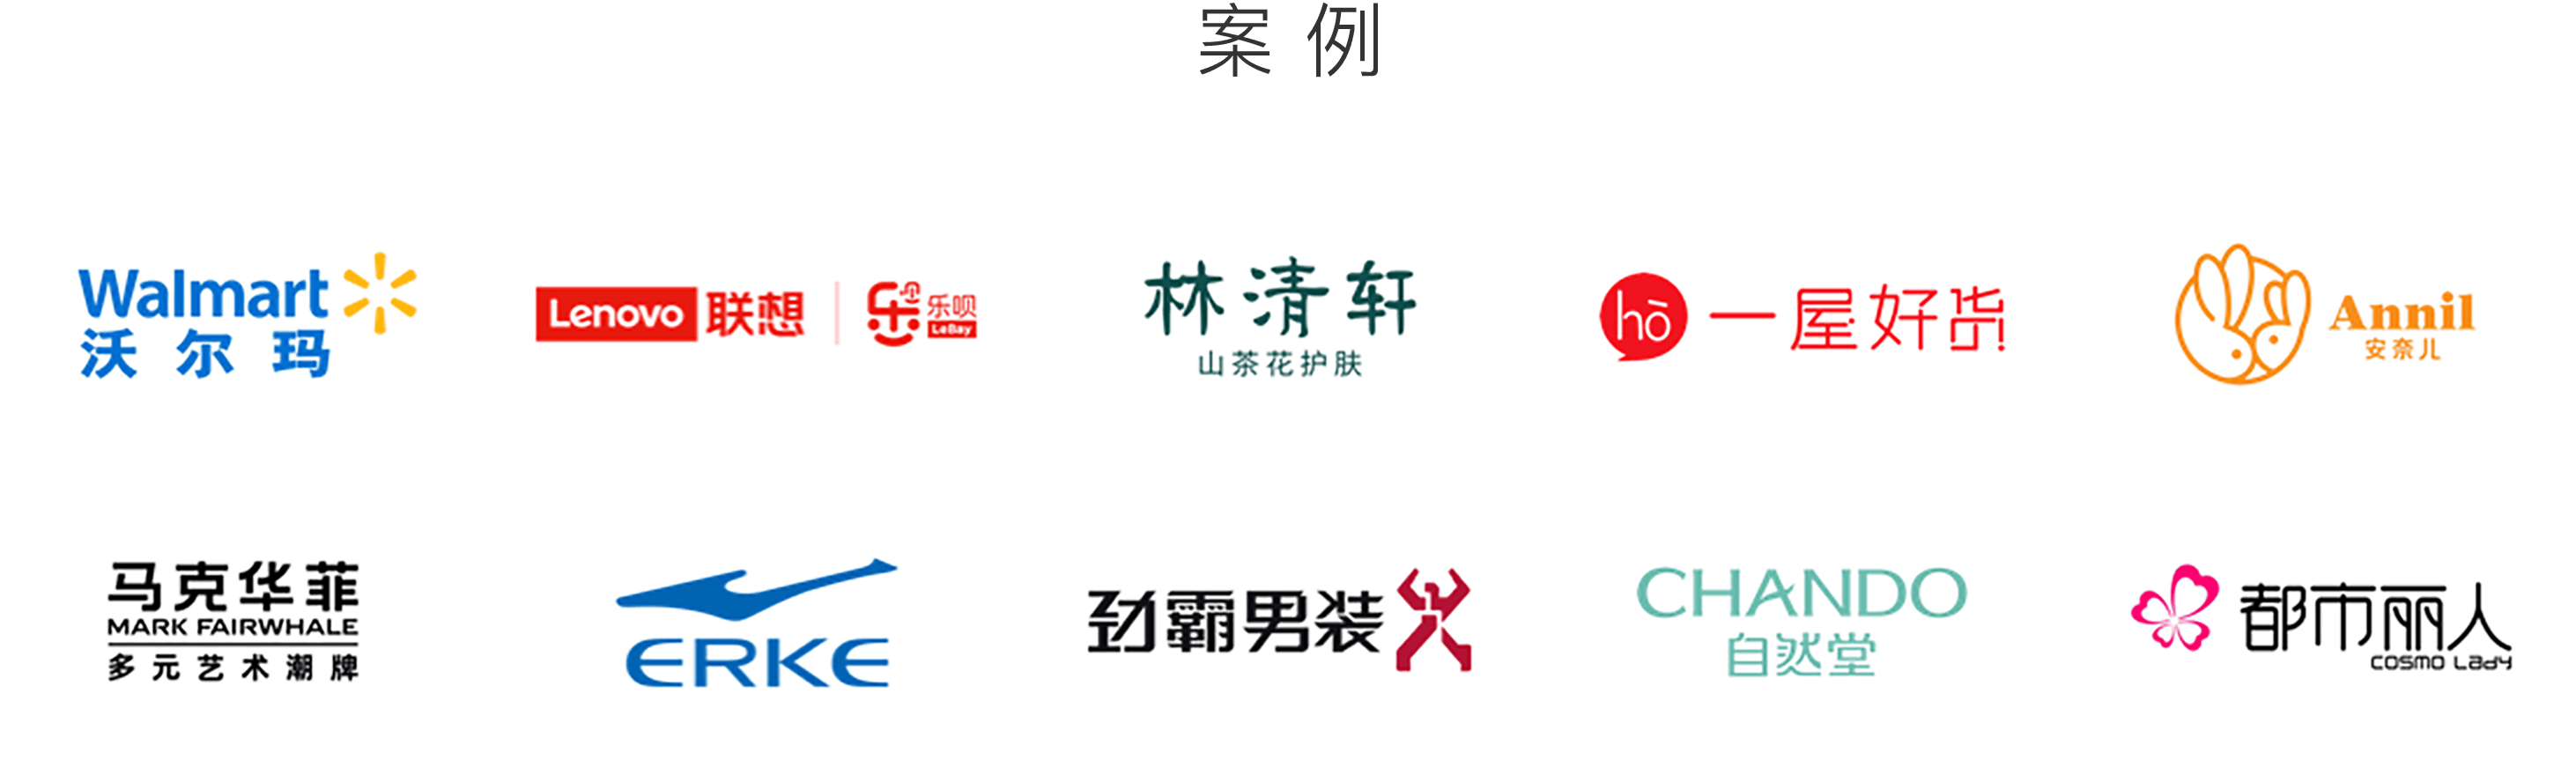 案例
Walmart
沃尔玛
Lenovo 联想 乐呗
LeBay
林清轩
山茶花护肤
hō 一屋好货
Annil
安奈儿
马克华菲
MARK FAIRWHALE
多元艺术潮牌
ERKE
劲霸男装
CHANDO
自然堂
都市丽人
COSMO Lady